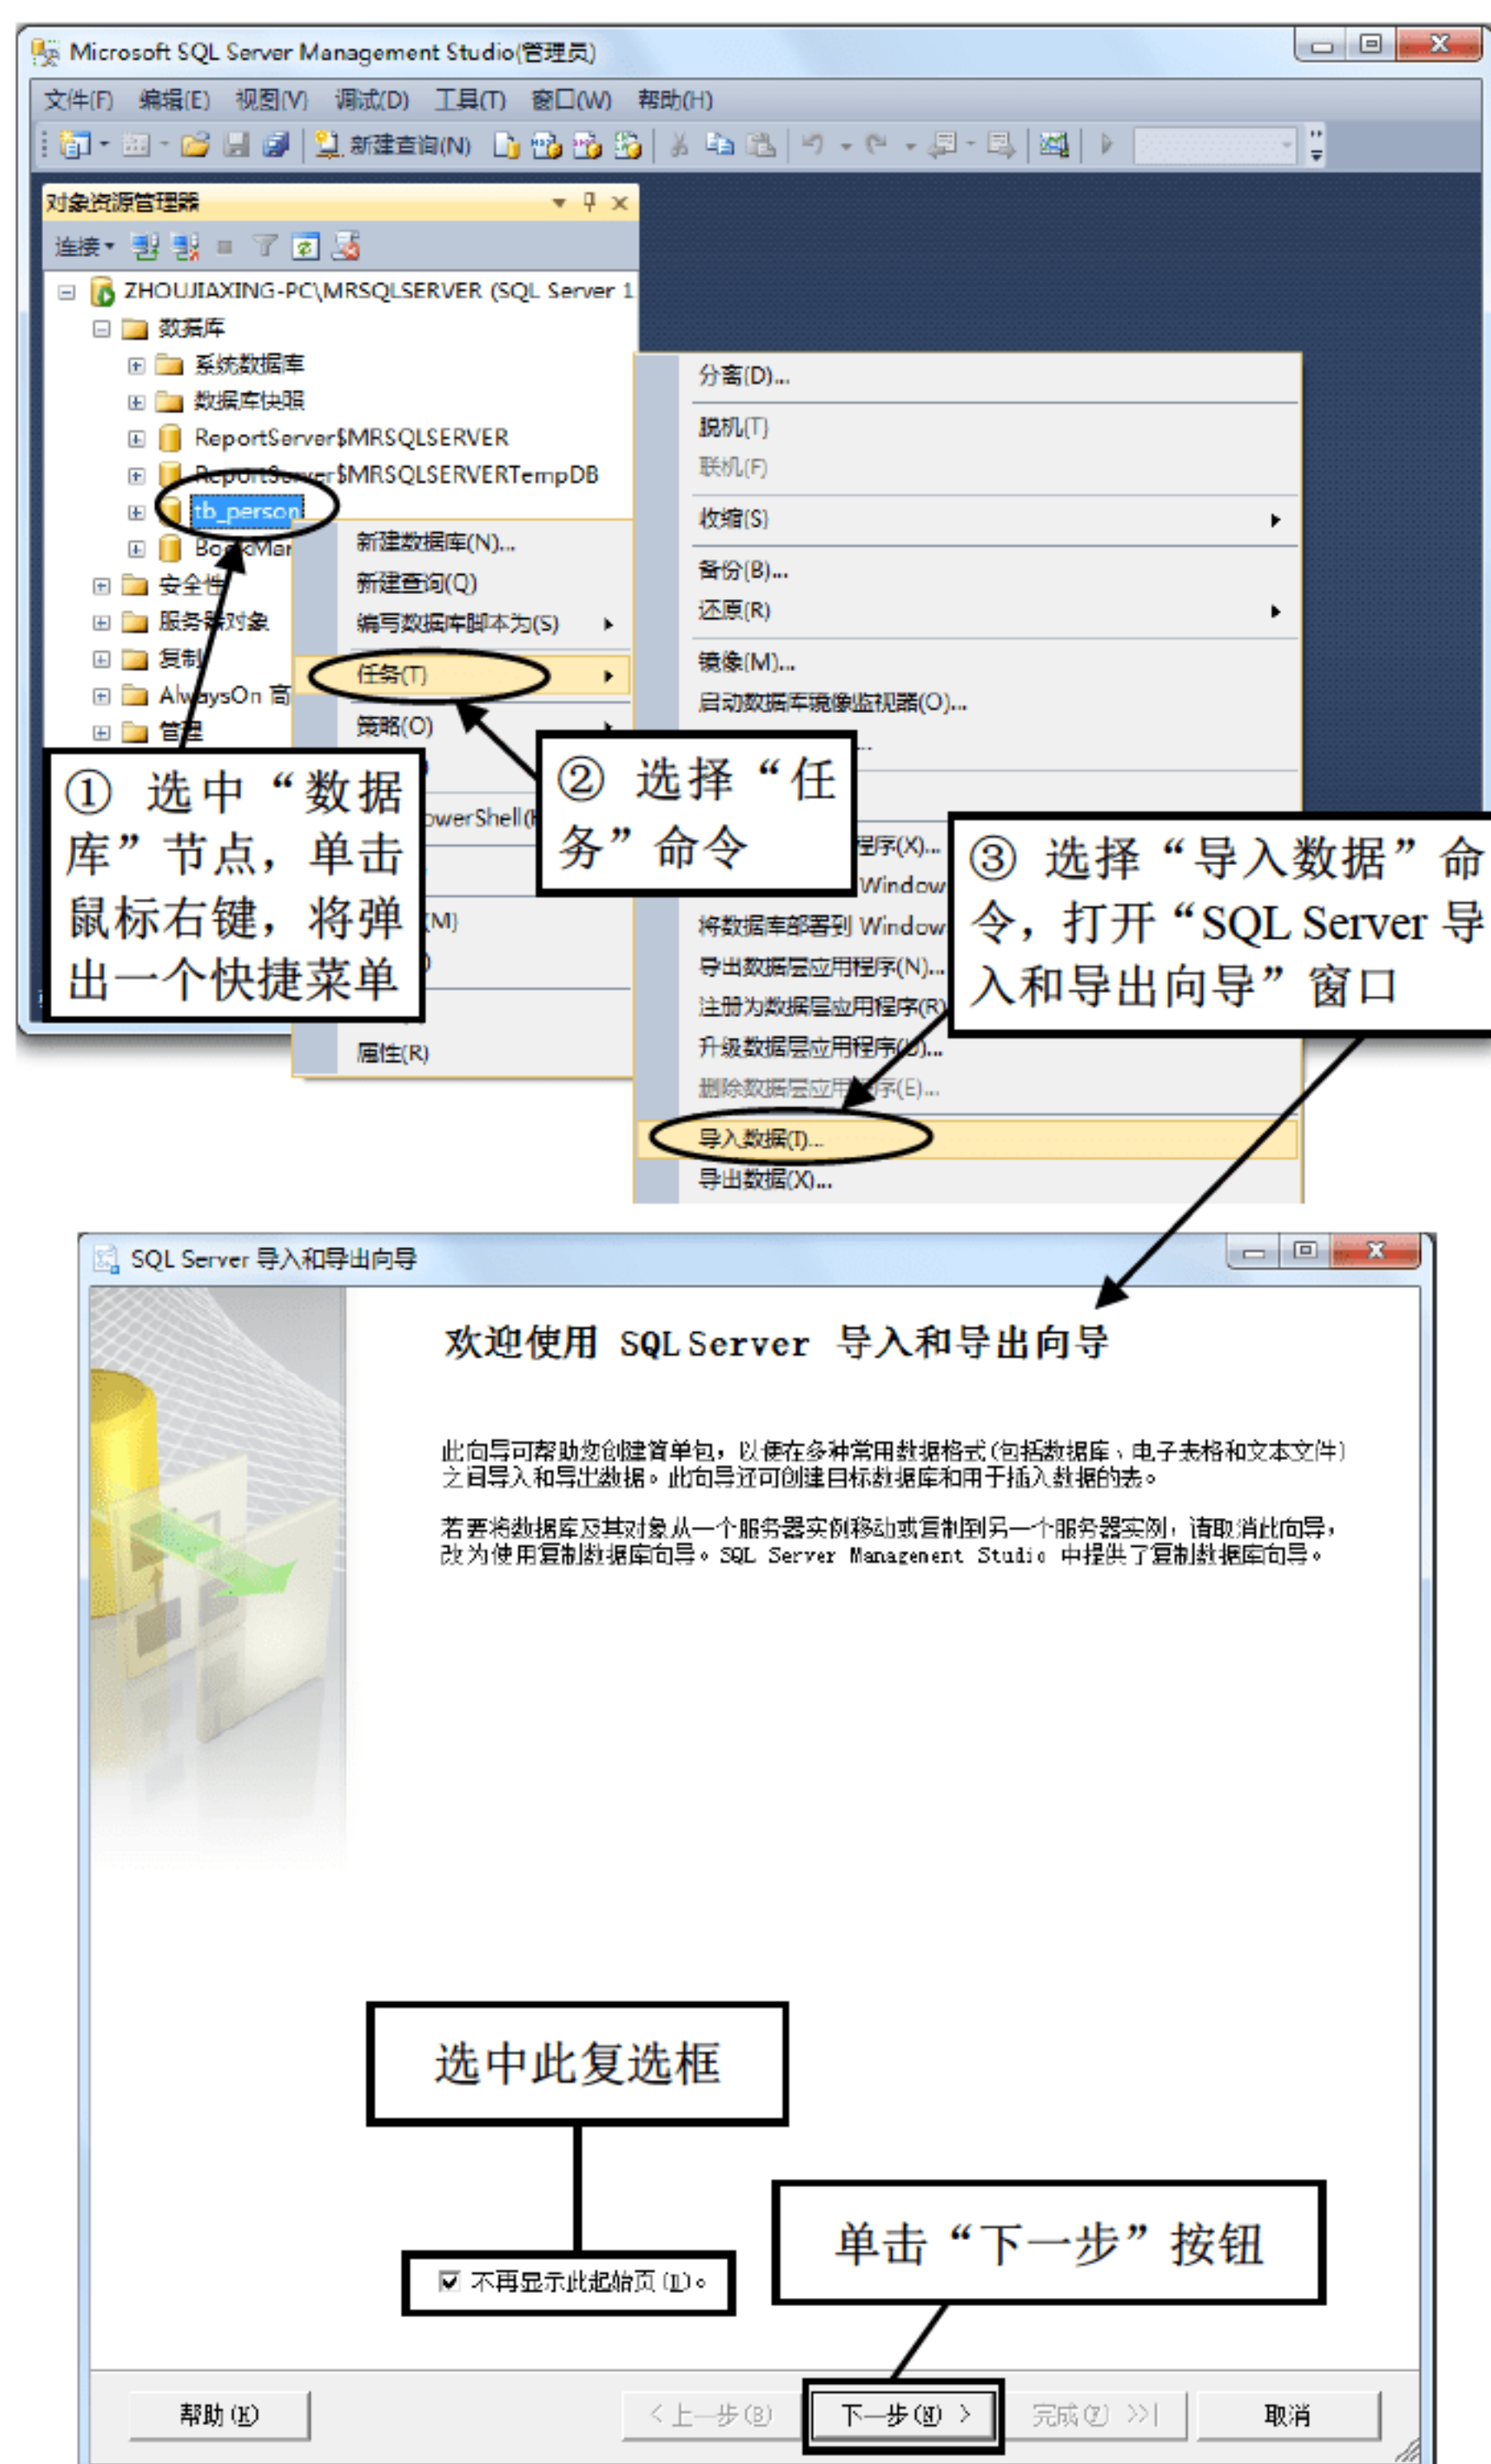 Microsoft SQL Server Management Studio(管理员)
文件(F) 编辑(E) 视图(V) 调试(D) 工具(T) 窗口(W) 帮助(H)
新建查询(N)
对象资源管理器
连接
ZHOUJIAXING-PC\MRSQLSERVER (SQL Server 1
数据库
系统数据库
数据库快照
ReportServer$MRSQLSERVER
ReportServer$MRSQLSERVERTempDB
tb_person
BookMar
安全性
服务器对象
复制
AlwaysOn 高
管理
新建数据库(N)...
新建查询(Q)
编写数据库脚本为(S)
任务(T)
策略(O)
owerShell(
(M)
属性(R)
分离(D)...
脱机(T)
联机(F)
收缩(S)
备份(B)...
还原(R)
镜像(M)...
启动数据库镜像监视器(O)...
程序(X)...
Window
将数据库部署到 Window
导出数据层应用程序(N)...
注册为数据层应用程序(R)
升级数据层应用程序(U)...
删除数据层应用程序(E)...
导入数据(I)...
导出数据(X)...
① 选中“数据
库”节点，单击
鼠标右键，将弹
出一个快捷菜单
② 选择“任
务”命令
③ 选择“导入数据”命
令，打开“SQL Server 导
入和导出向导”窗口
SQL Server 导入和导出向导
欢迎使用 SQL Server 导入和导出向导
此向导可帮助您创建简单包，以便在多种常用数据格式(包括数据库、电子表格和文本文件)
之间导入和导出数据。此向导还可创建目标数据库和用于插入数据的表。
若要将数据库及其对象从一个服务器实例移动或复制到另一个服务器实例，请取消此向导，
改为使用复制数据库向导。SQL Server Management Studio 中提供了复制数据库向导。
选中此复选框
单击“下一步”按钮
不再显示此起始页(D)。
帮助(H)
<上一步(B)
下一步(N) >
完成(F) >>|
取消